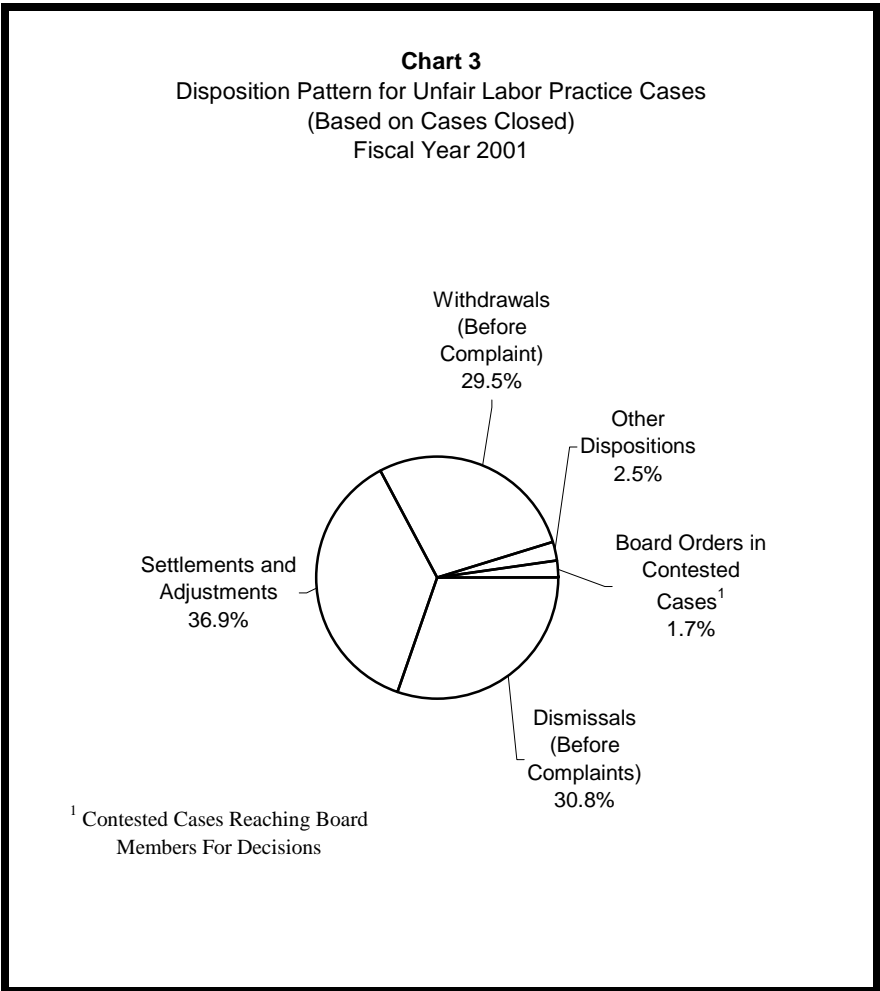 Chart 3
Disposition Pattern for Unfair Labor Practice Cases
(Based on Cases Closed)
Fiscal Year 2001
Withdrawals
(Before
Complaint)
29.5%
Other
Dispositions
2.5%
Board Orders in
Contested
Cases¹
1.7%
Settlements and
Adjustments
36.9%
Dismissals
(Before
Complaints)
30.8%
¹ Contested Cases Reaching Board
Members For Decisions